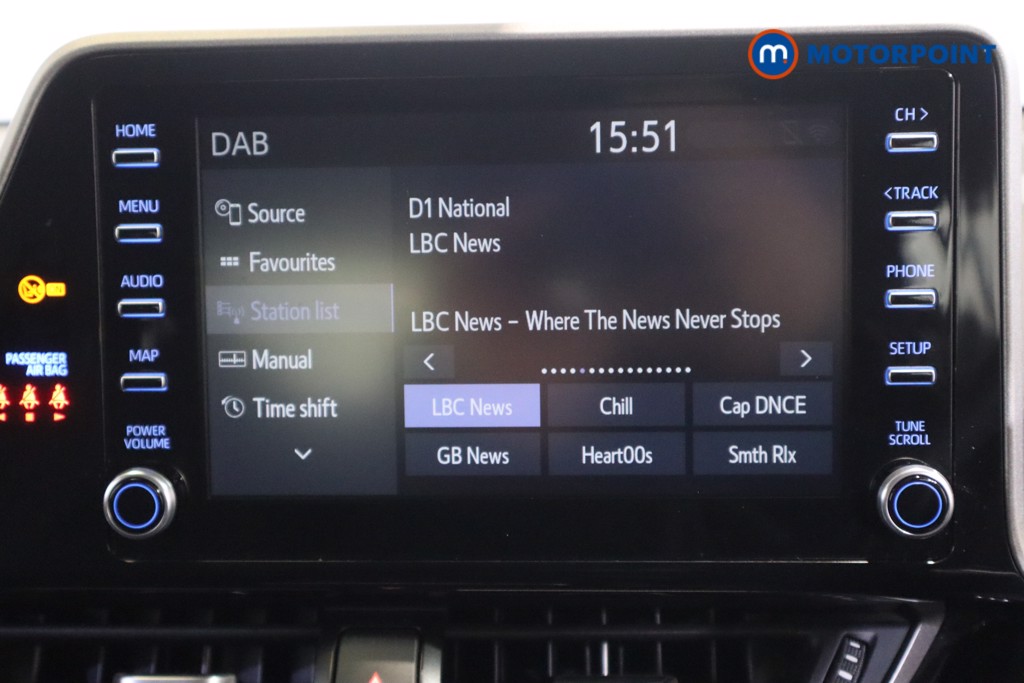 MOTORPOINT
HOME
MENU
AUDIO
MAP
POWER
VOLUME
PASSENGER
AIR BAG
DAB
15:51
Source
Favourites
Station list
Manual
Time shift
D1 National
LBC News
LBC News – Where The News Never Stops
LBC News Chill Cap DNCE
GB News Heart00s Smth Rlx
CH >
< TRACK
PHONE
SETUP
TUNE
SCROLL